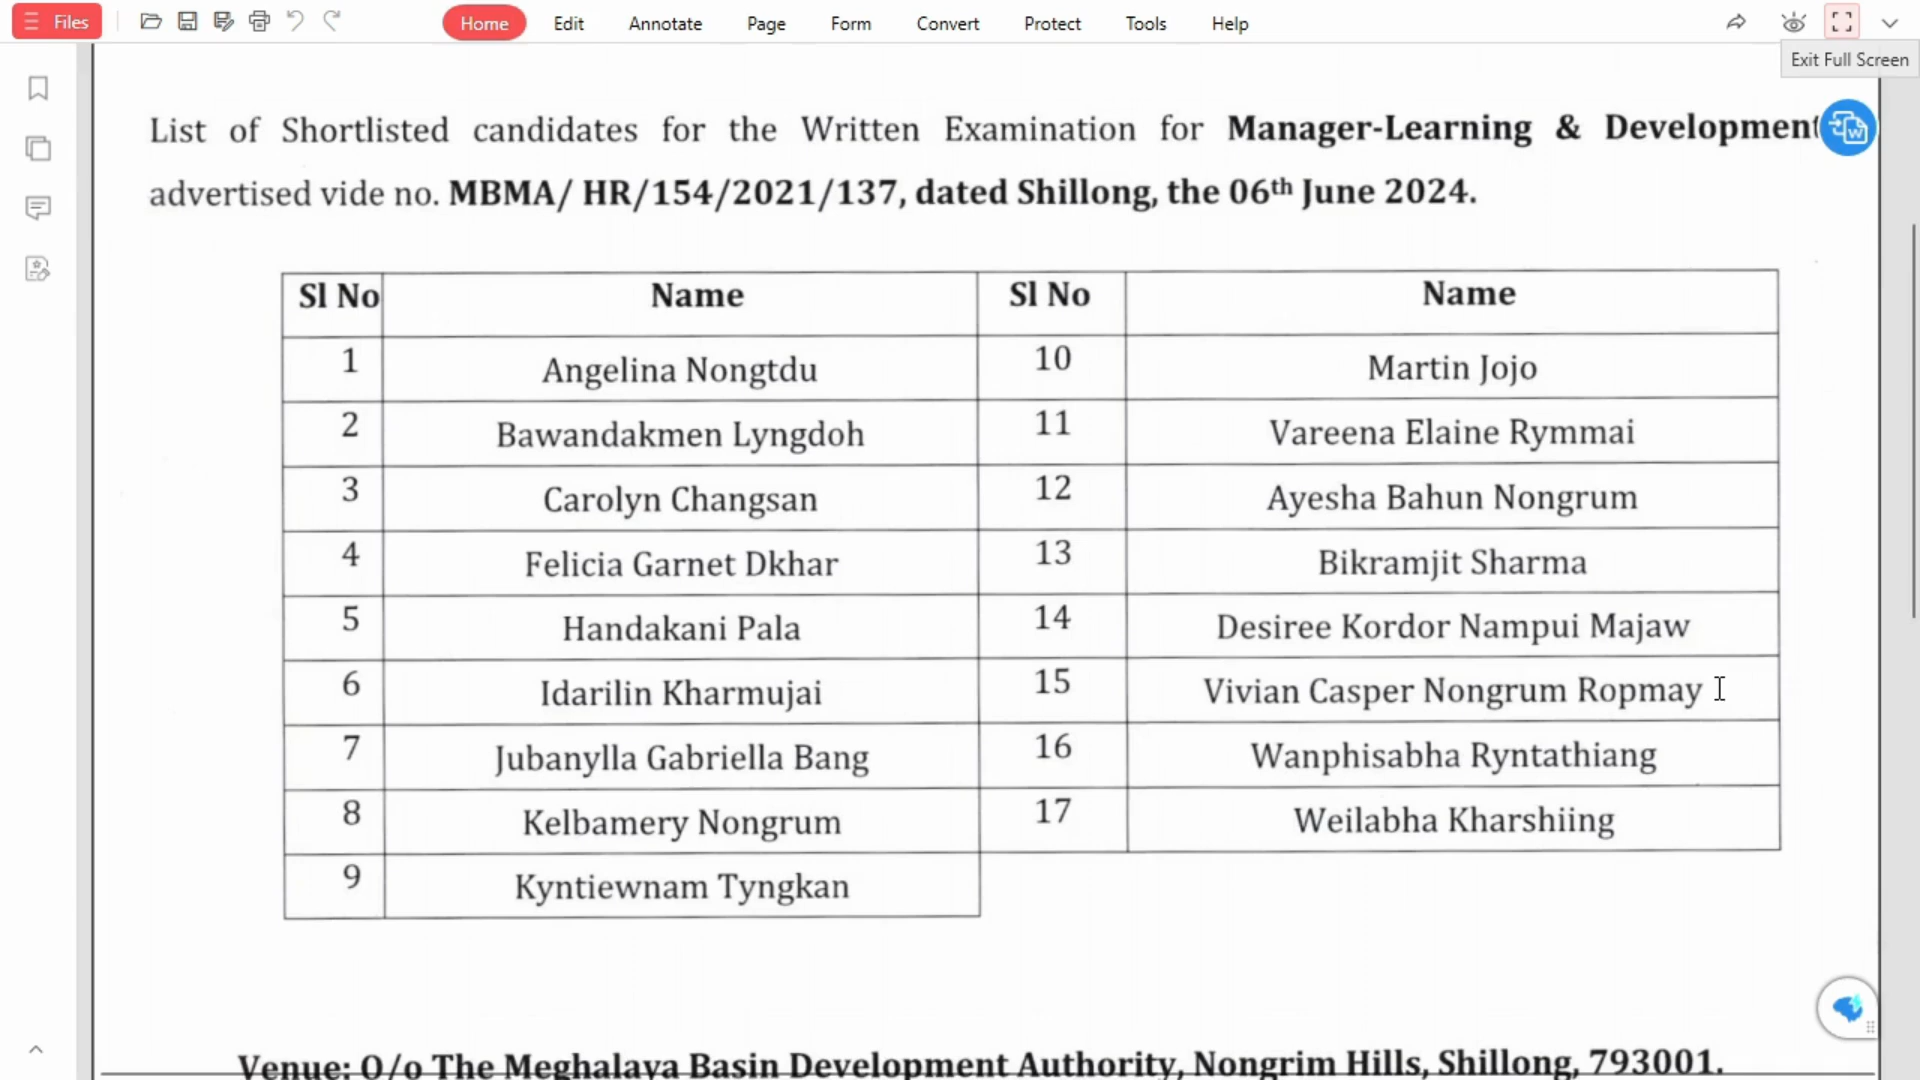 Files Home Edit Annotate Page Form Convert Protect Tools Help
Exit Full Screen
List of Shortlisted candidates for the Written Examination for Manager-Learning & Development
advertised vide no. MBMA/ HR/154/2021/137, dated Shillong, the 06th June 2024.
Sl No Name Sl No Name
1 Angelina Nongtdu 10 Martin Jojo
2 Bawandakmen Lyngdoh 11 Vareena Elaine Rymmai
3 Carolyn Changsan 12 Ayesha Bahun Nongrum
4 Felicia Garnet Dkhar 13 Bikramjit Sharma
5 Handakani Pala 14 Desiree Kordor Nampui Majaw
6 Idarilin Kharmujai 15 Vivian Casper Nongrum Ropmay
7 Jubanylla Gabriella Bang 16 Wanphisabha Ryntathiang
8 Kelbamery Nongrum 17 Weilabha Kharshiing
9 Kyntiewnam Tyngkan
Venue: O/o The Meghalaya Basin Development Authority, Nongrim Hills, Shillong, 793001.